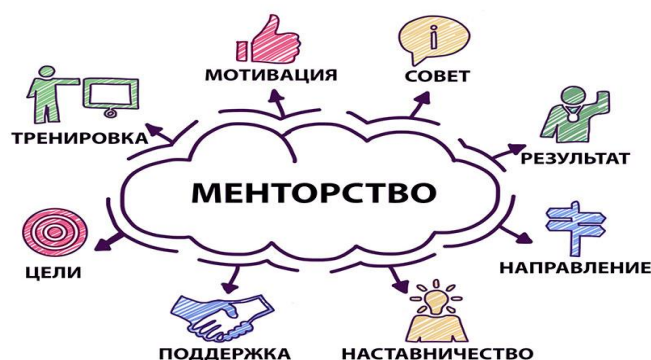 МОТИВАЦИЯ
СОВЕТ
ТРЕНИРОВКА
РЕЗУЛЬТАТ
МЕНТОРСТВО
ЦЕЛИ
НАПРАВЛЕНИЕ
ПОДДЕРЖКА
НАСТАВНИЧЕСТВО